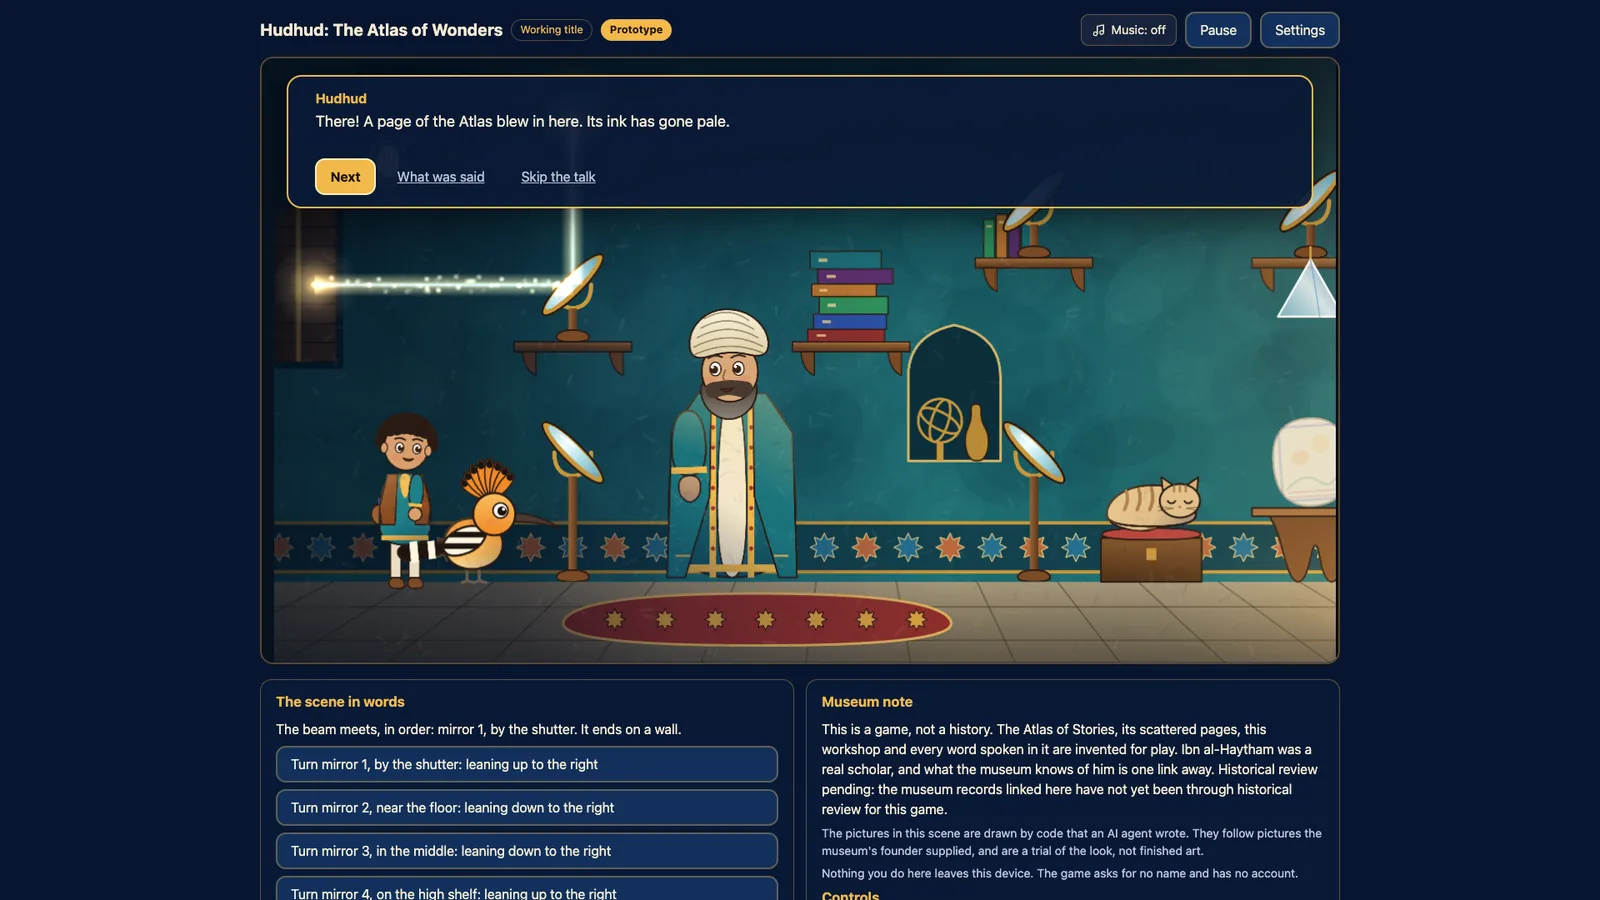 Hudhud: The Atlas of Wonders
Working title
Prototype
Music: off
Pause
Settings
Hudhud
There! A page of the Atlas blew in here. Its ink has gone pale.
Next
What was said
Skip the talk
The scene in words
The beam meets, in order: mirror 1, by the shutter. It ends on a wall.
Turn mirror 1, by the shutter: leaning up to the right
Turn mirror 2, near the floor: leaning down to the right
Turn mirror 3, in the middle: leaning down to the right
Turn mirror 4, on the high shelf: leaning up to the right
Museum note
This is a game, not a history. The Atlas of Stories, its scattered pages, this
workshop and every word spoken in it are invented for play. Ibn al-Haytham was a
real scholar, and what the museum knows of him is one link away. Historical review
pending: the museum records linked here have not yet been through historical
review for this game.
The pictures in this scene are drawn by code that an AI agent wrote. They follow pictures the
museum's founder supplied, and are a trial of the look, not finished art.
Nothing you do here leaves this device. The game asks for no name and has no account.
Controls